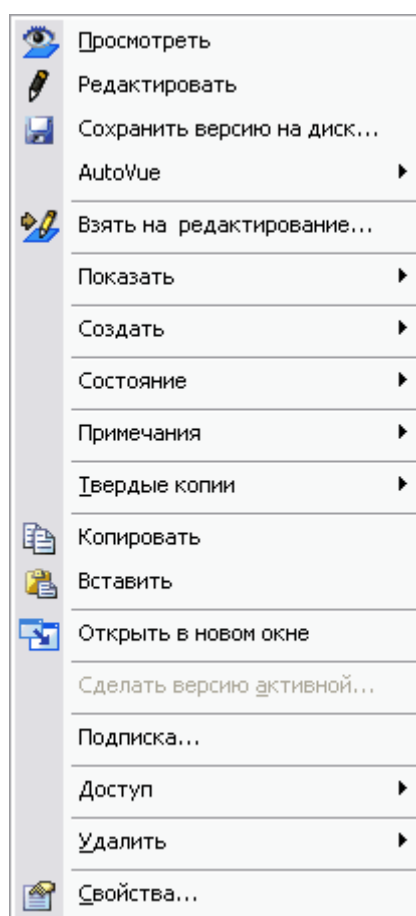 Просмотреть
Редактировать
Сохранить версию на диск...
AutoVue
Взять на  редактирование...
Показать
Создать
Состояние
Примечания
Твердые копии
Копировать
Вставить
Открыть в новом окне
Сделать версию активной...
Подписка...
Доступ
Удалить
Свойства...